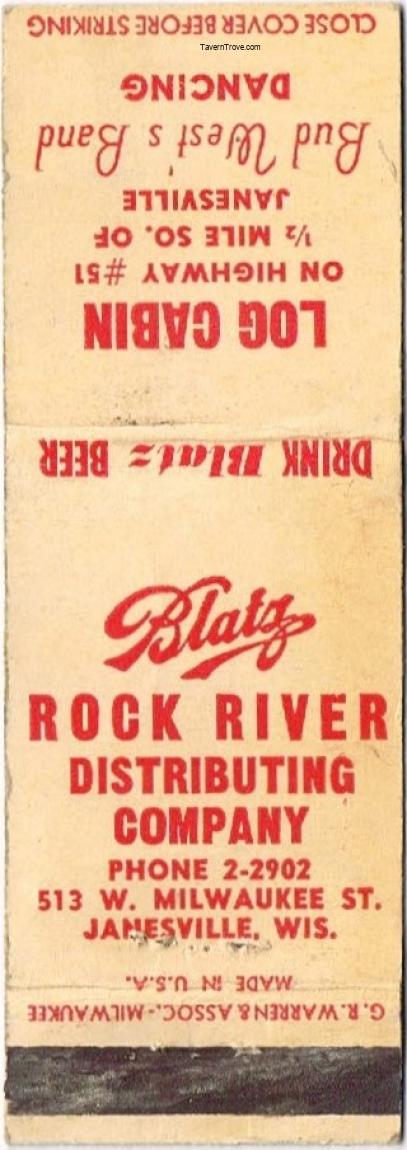 CLOSE COVER BEFORE STRIKING
TavernTrove.com
DANCING
Bud West's Band
JANESVILLE
½ MILE SO. OF
ON HIGHWAY #51
LOG CABIN
DRINK Blatz BEER
Blatz
ROCK RIVER
DISTRIBUTING
COMPANY
PHONE 2-2902
513 W. MILWAUKEE ST.
JANESVILLE, WIS.
MADE IN U.S.A.
G. R. WARREN & ASSOC.-MILWAUKEE